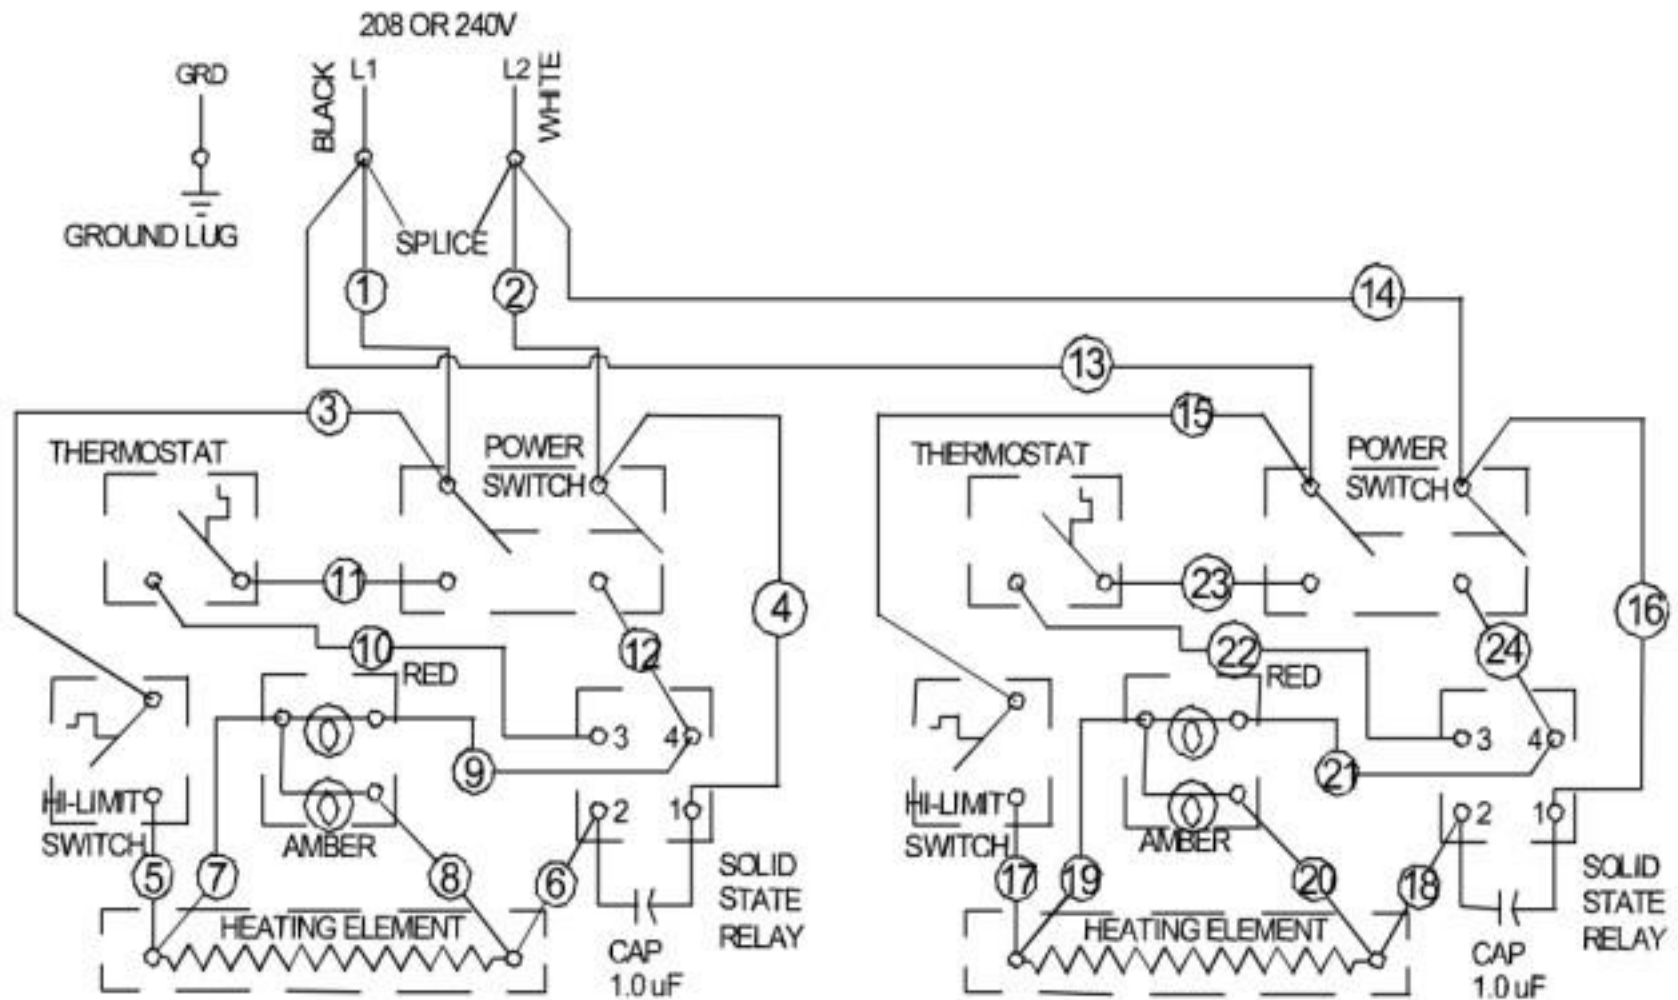 208 OR 240V
GRD
BLACK
L1
L2
WHITE
GROUND LUG
SPLICE
1
2
14
13
3
15
THERMOSTAT
POWER
SWITCH
THERMOSTAT
POWER
SWITCH
11
4
23
16
10
12
22
24
RED
RED
3
4
3
4
9
21
HI-LIMIT
SWITCH
AMBER
2
1
HI-LIMIT
SWITCH
AMBER
2
1
5
7
8
6
SOLID
STATE
RELAY
17
19
20
18
SOLID
STATE
RELAY
HEATING ELEMENT
CAP
1.0 uF
HEATING ELEMENT
CAP
1.0 uF